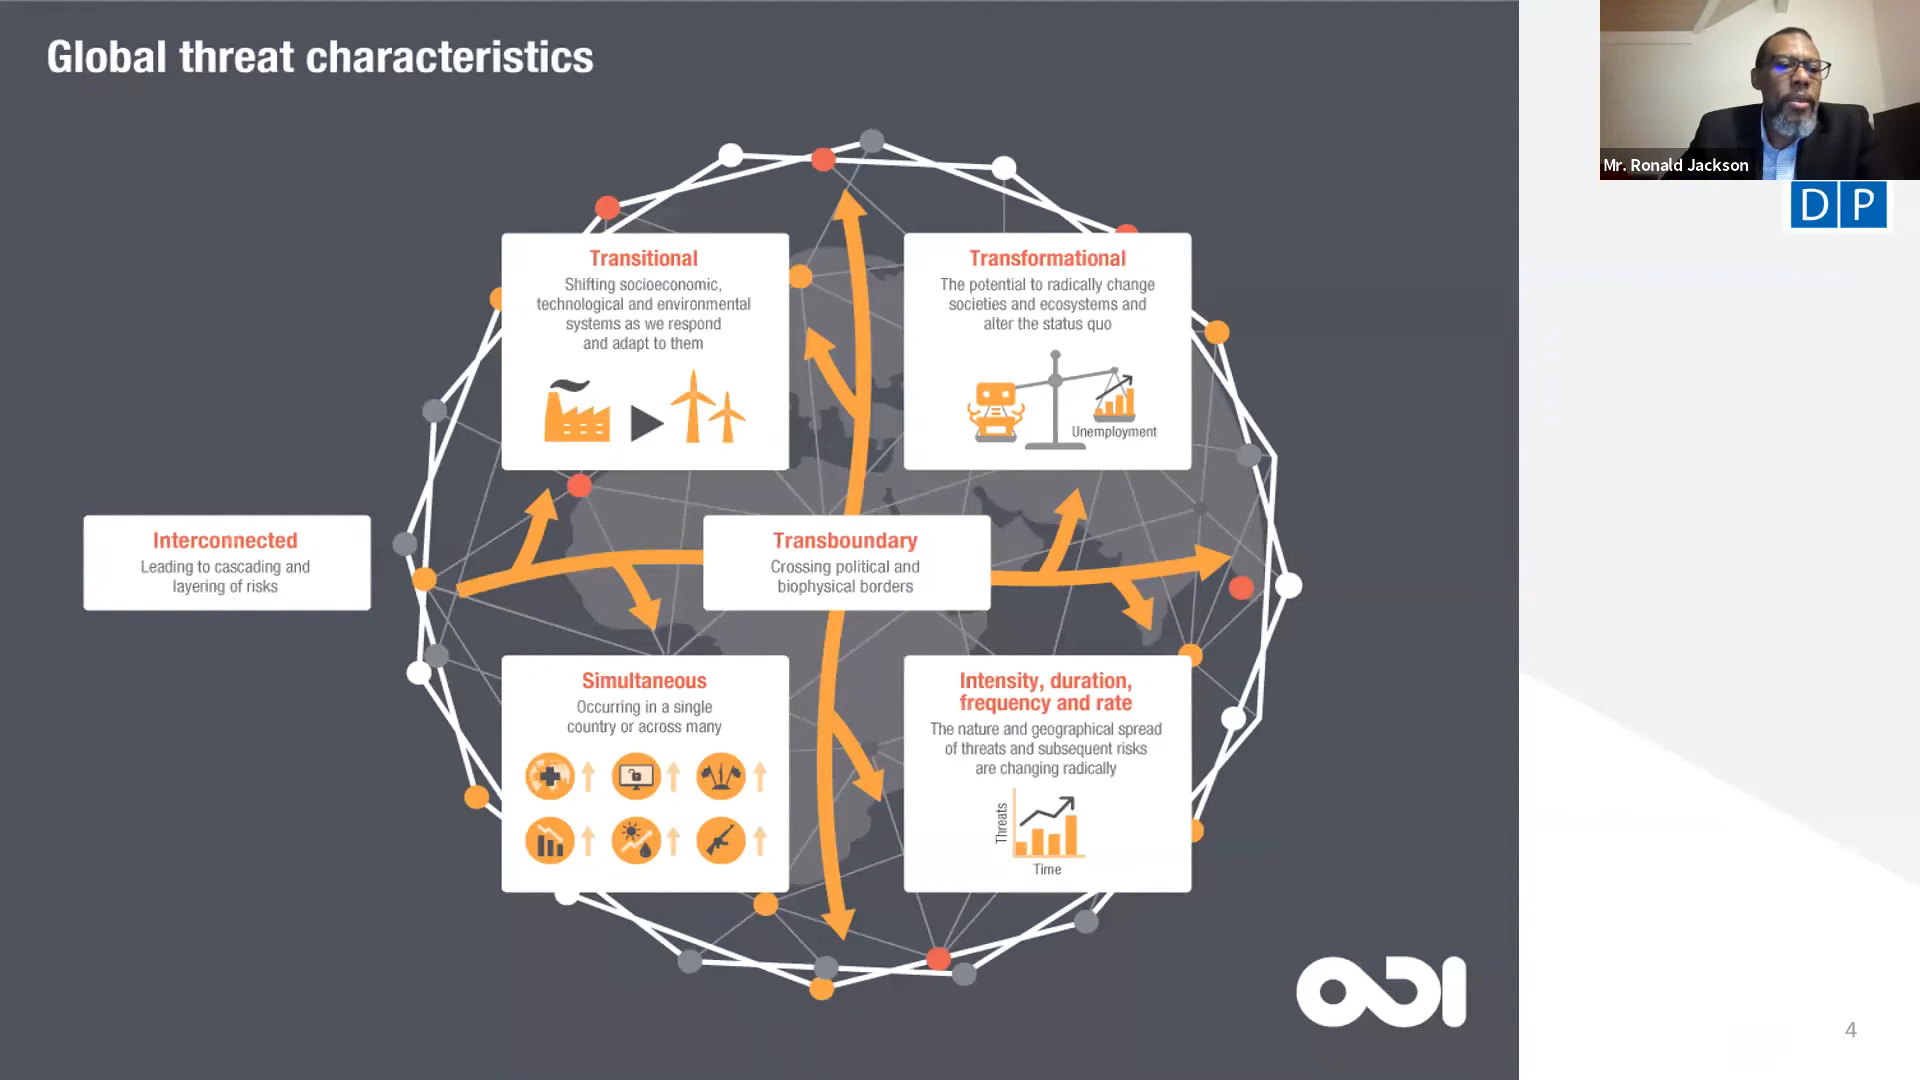 Global threat characteristics
Mr. Ronald Jackson
DP
Transitional
Shifting socioeconomic,
technological and environmental
systems as we respond
and adapt to them
Transformational
The potential to radically change
societies and ecosystems and
alter the status quo
Unemployment
Interconnected
Leading to cascading and
layering of risks
Transboundary
Crossing political and
biophysical borders
Simultaneous
Occurring in a single
country or across many
Intensity, duration,
frequency and rate
The nature and geographical spread
of threats and subsequent risks
are changing radically
Threats
Time
ODI
4